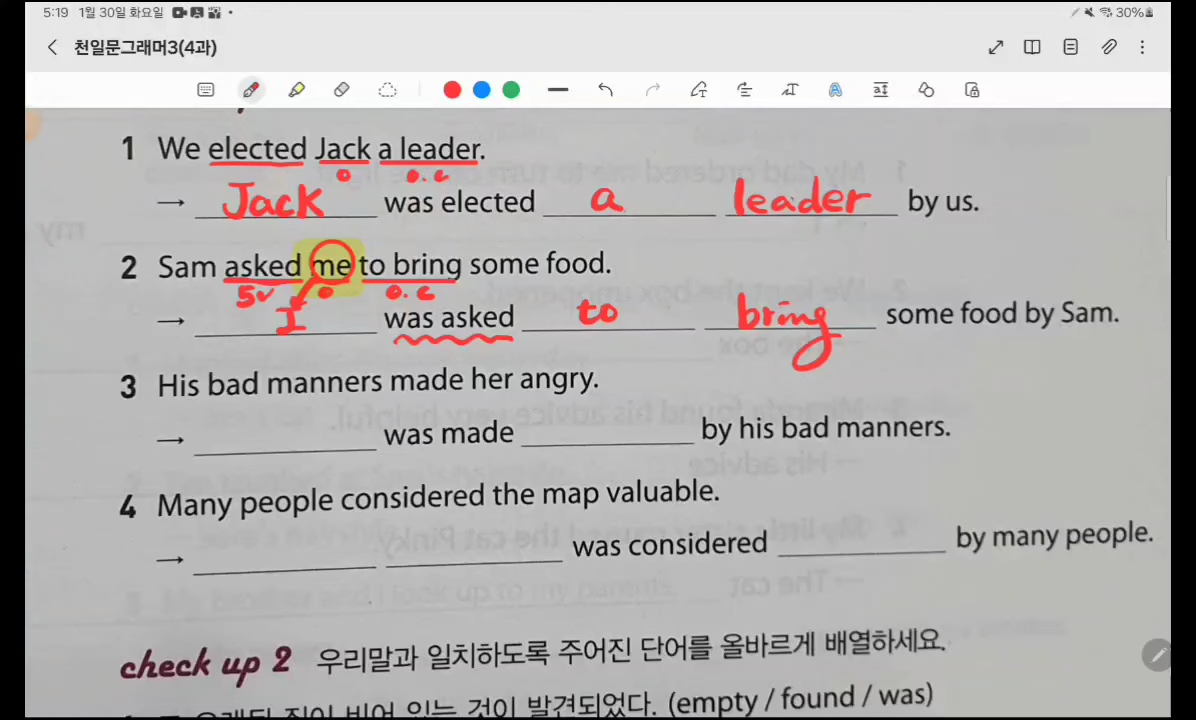 5:19 1월 30일 화요일
30%
천일문그래머3(4과)
1 We elected Jack a leader.
o o.c
→ Jack was elected a leader by us.
2 Sam asked me to bring some food.
5v o o.c
→ I was asked to bring some food by Sam.
3 His bad manners made her angry.
→ ____ was made ____ by his bad manners.
4 Many people considered the map valuable.
→ ____ ____ was considered ____ by many people.
check up 2 우리말과 일치하도록 주어진 단어를 올바르게 배열하세요.
(empty / found / was)